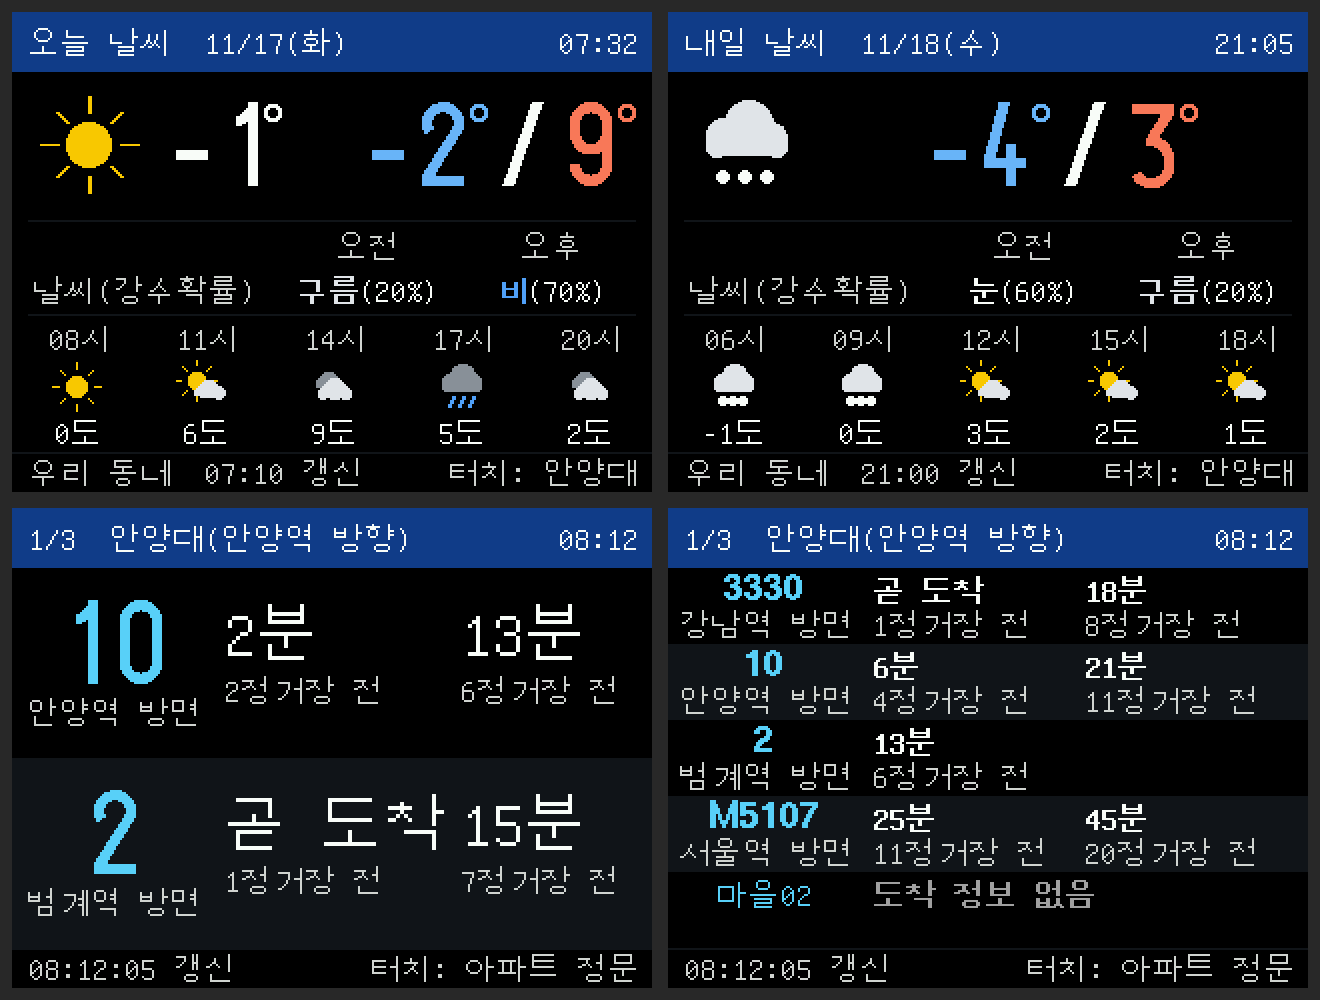 오늘 날씨 11/17(화) 07:32
-1° -2° / 9°
오전 오후
날씨(강수확률) 구름(20%) 비(70%)
08시 11시 14시 17시 20시
0도 6도 9도 5도 2도
우리 동네 07:10 갱신 터치: 안양대
내일 날씨 11/18(수) 21:05
-4° / 3°
오전 오후
날씨(강수확률) 눈(60%) 구름(20%)
06시 09시 12시 15시 18시
-1도 0도 3도 2도 1도
우리 동네 21:00 갱신 터치: 안양대
1/3 안양대(안양역 방향) 08:12
10 2분 13분
안양역 방면 2정거장 전 6정거장 전
2 곧 도착 15분
범계역 방면 1정거장 전 7정거장 전
08:12:05 갱신 터치: 아파트 정문
1/3 안양대(안양역 방향) 08:12
3330 곧 도착 18분
강남역 방면 1정거장 전 8정거장 전
10 6분 21분
안양역 방면 4정거장 전 11정거장 전
2 13분
범계역 방면 6정거장 전
M5107 25분 45분
서울역 방면 11정거장 전 20정거장 전
마을02 도착 정보 없음
08:12:05 갱신 터치: 아파트 정문